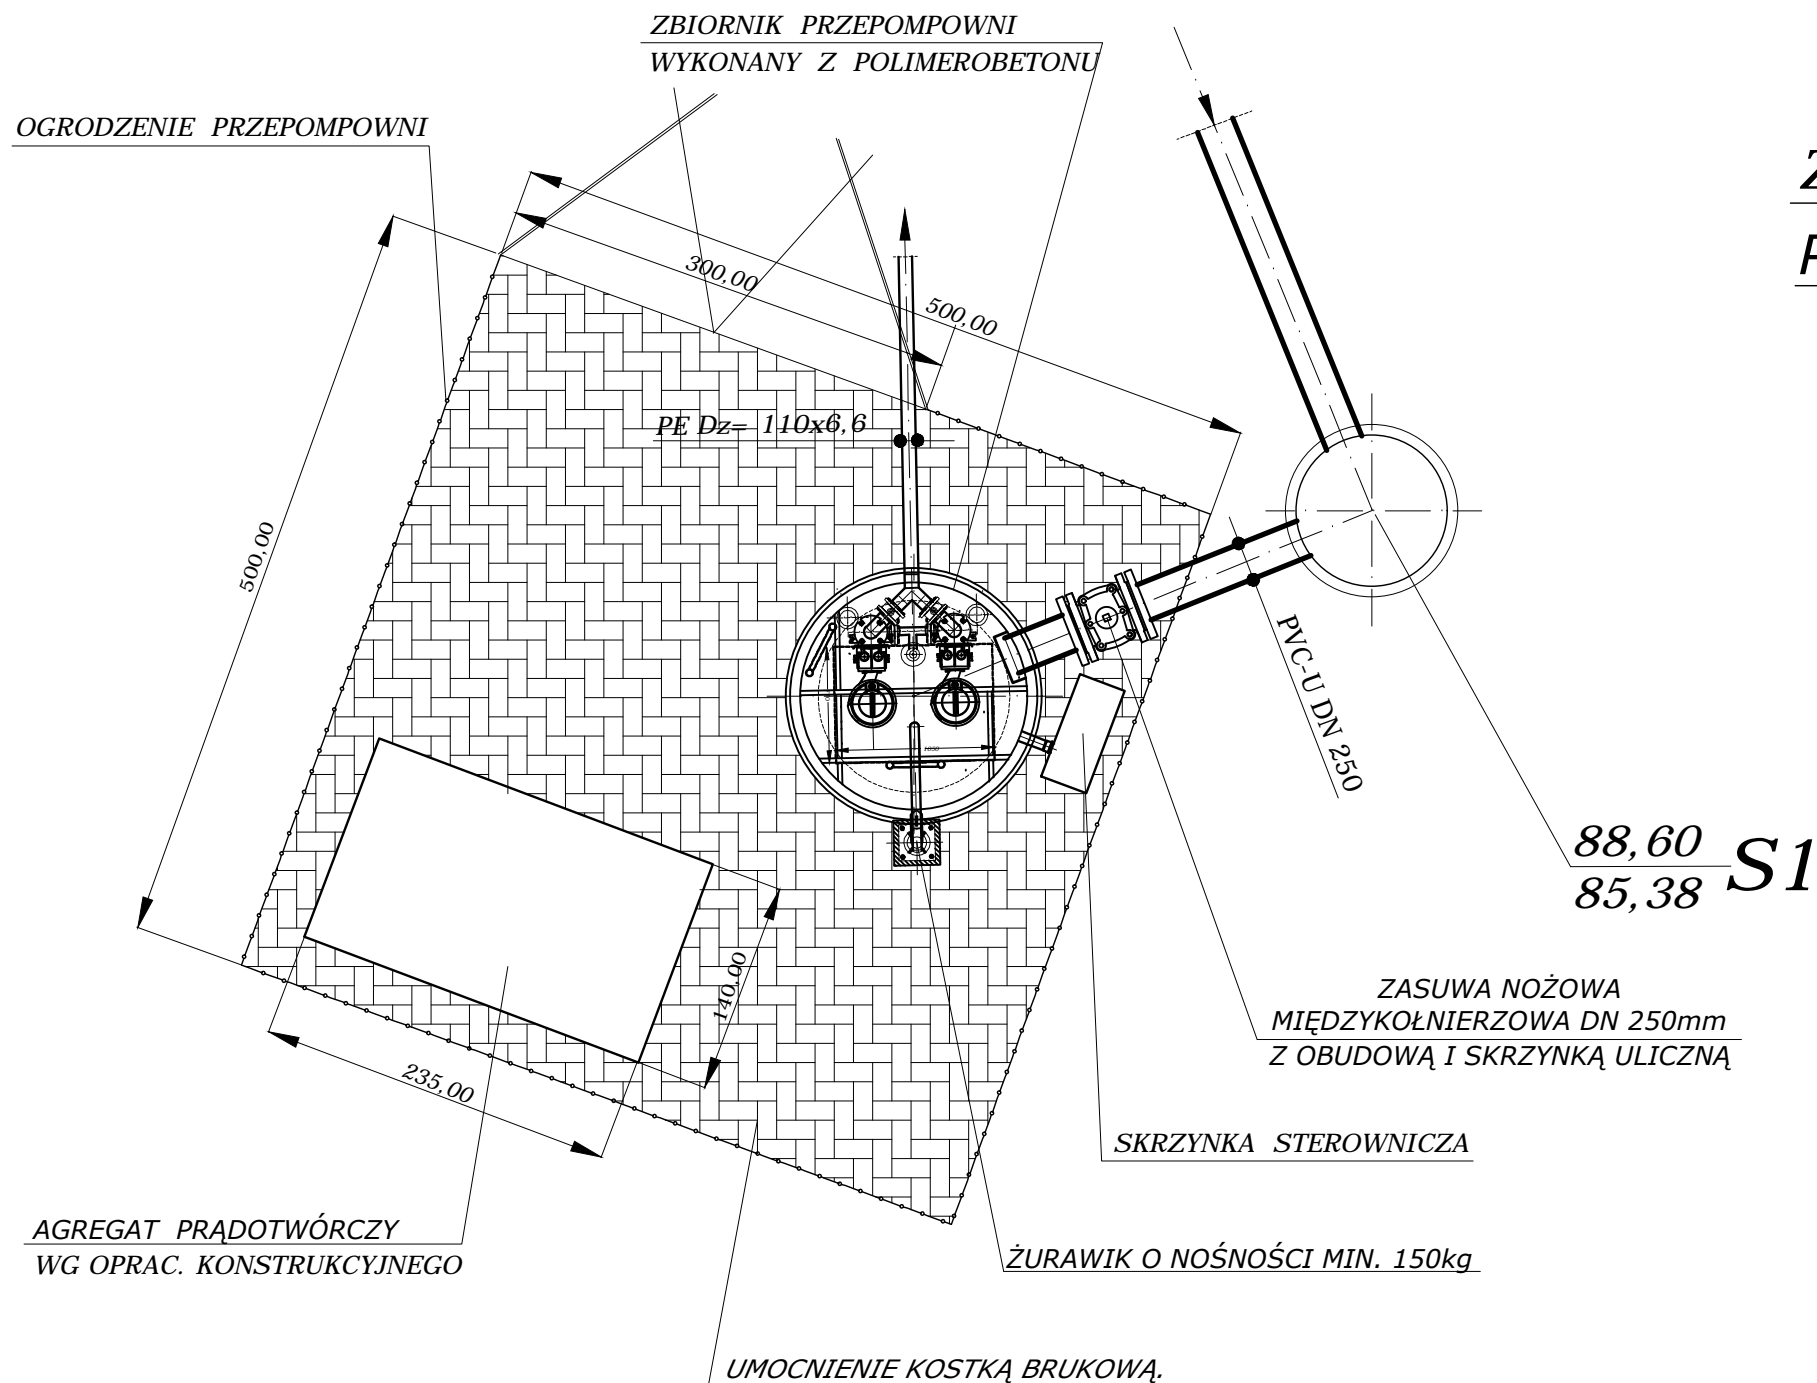 ZBIORNIK PRZEPOMPOWNI
WYKONANY Z POLIMEROBETONU
OGRODZENIE PRZEPOMPOWNI
300,00
500,00
PE Dz= 110x6,6
500,00
PVC-U DN 250
1050
88,60
85,38
S1
140,00
235,00
ZASUWA NOŻOWA
MIĘDZYKOŁNIERZOWA DN 250mm
Z OBUDOWĄ I SKRZYNKĄ ULICZNĄ
SKRZYNKA STEROWNICZA
AGREGAT PRĄDOTWÓRCZY
WG OPRAC. KONSTRUKCYJNEGO
ŻURAWIK O NOŚNOŚCI MIN. 150kg
UMOCNIENIE KOSTKĄ BRUKOWĄ.